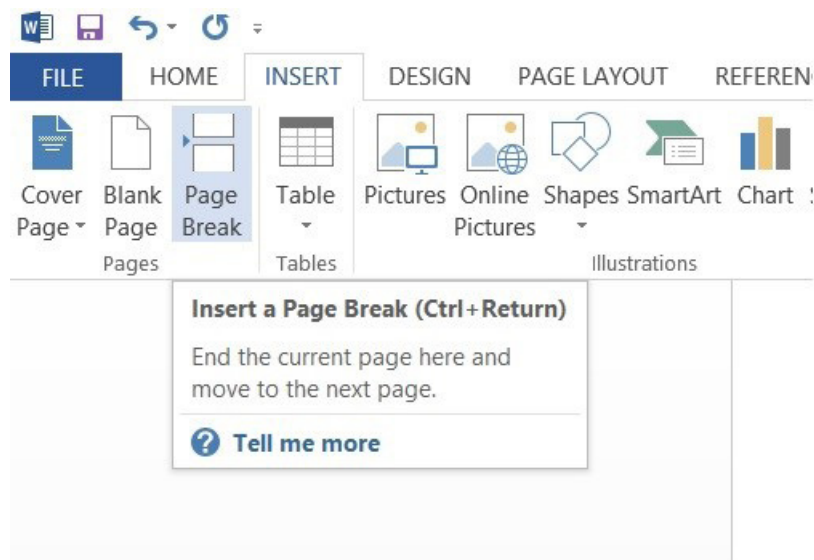 FILE HOME INSERT DESIGN PAGE LAYOUT REFEREN
Cover Blank Page Table Pictures Online Shapes SmartArt Chart
Page Page Break Pictures
Pages Tables Illustrations
Insert a Page Break (Ctrl+Return)
End the current page here and
move to the next page.
Tell me more